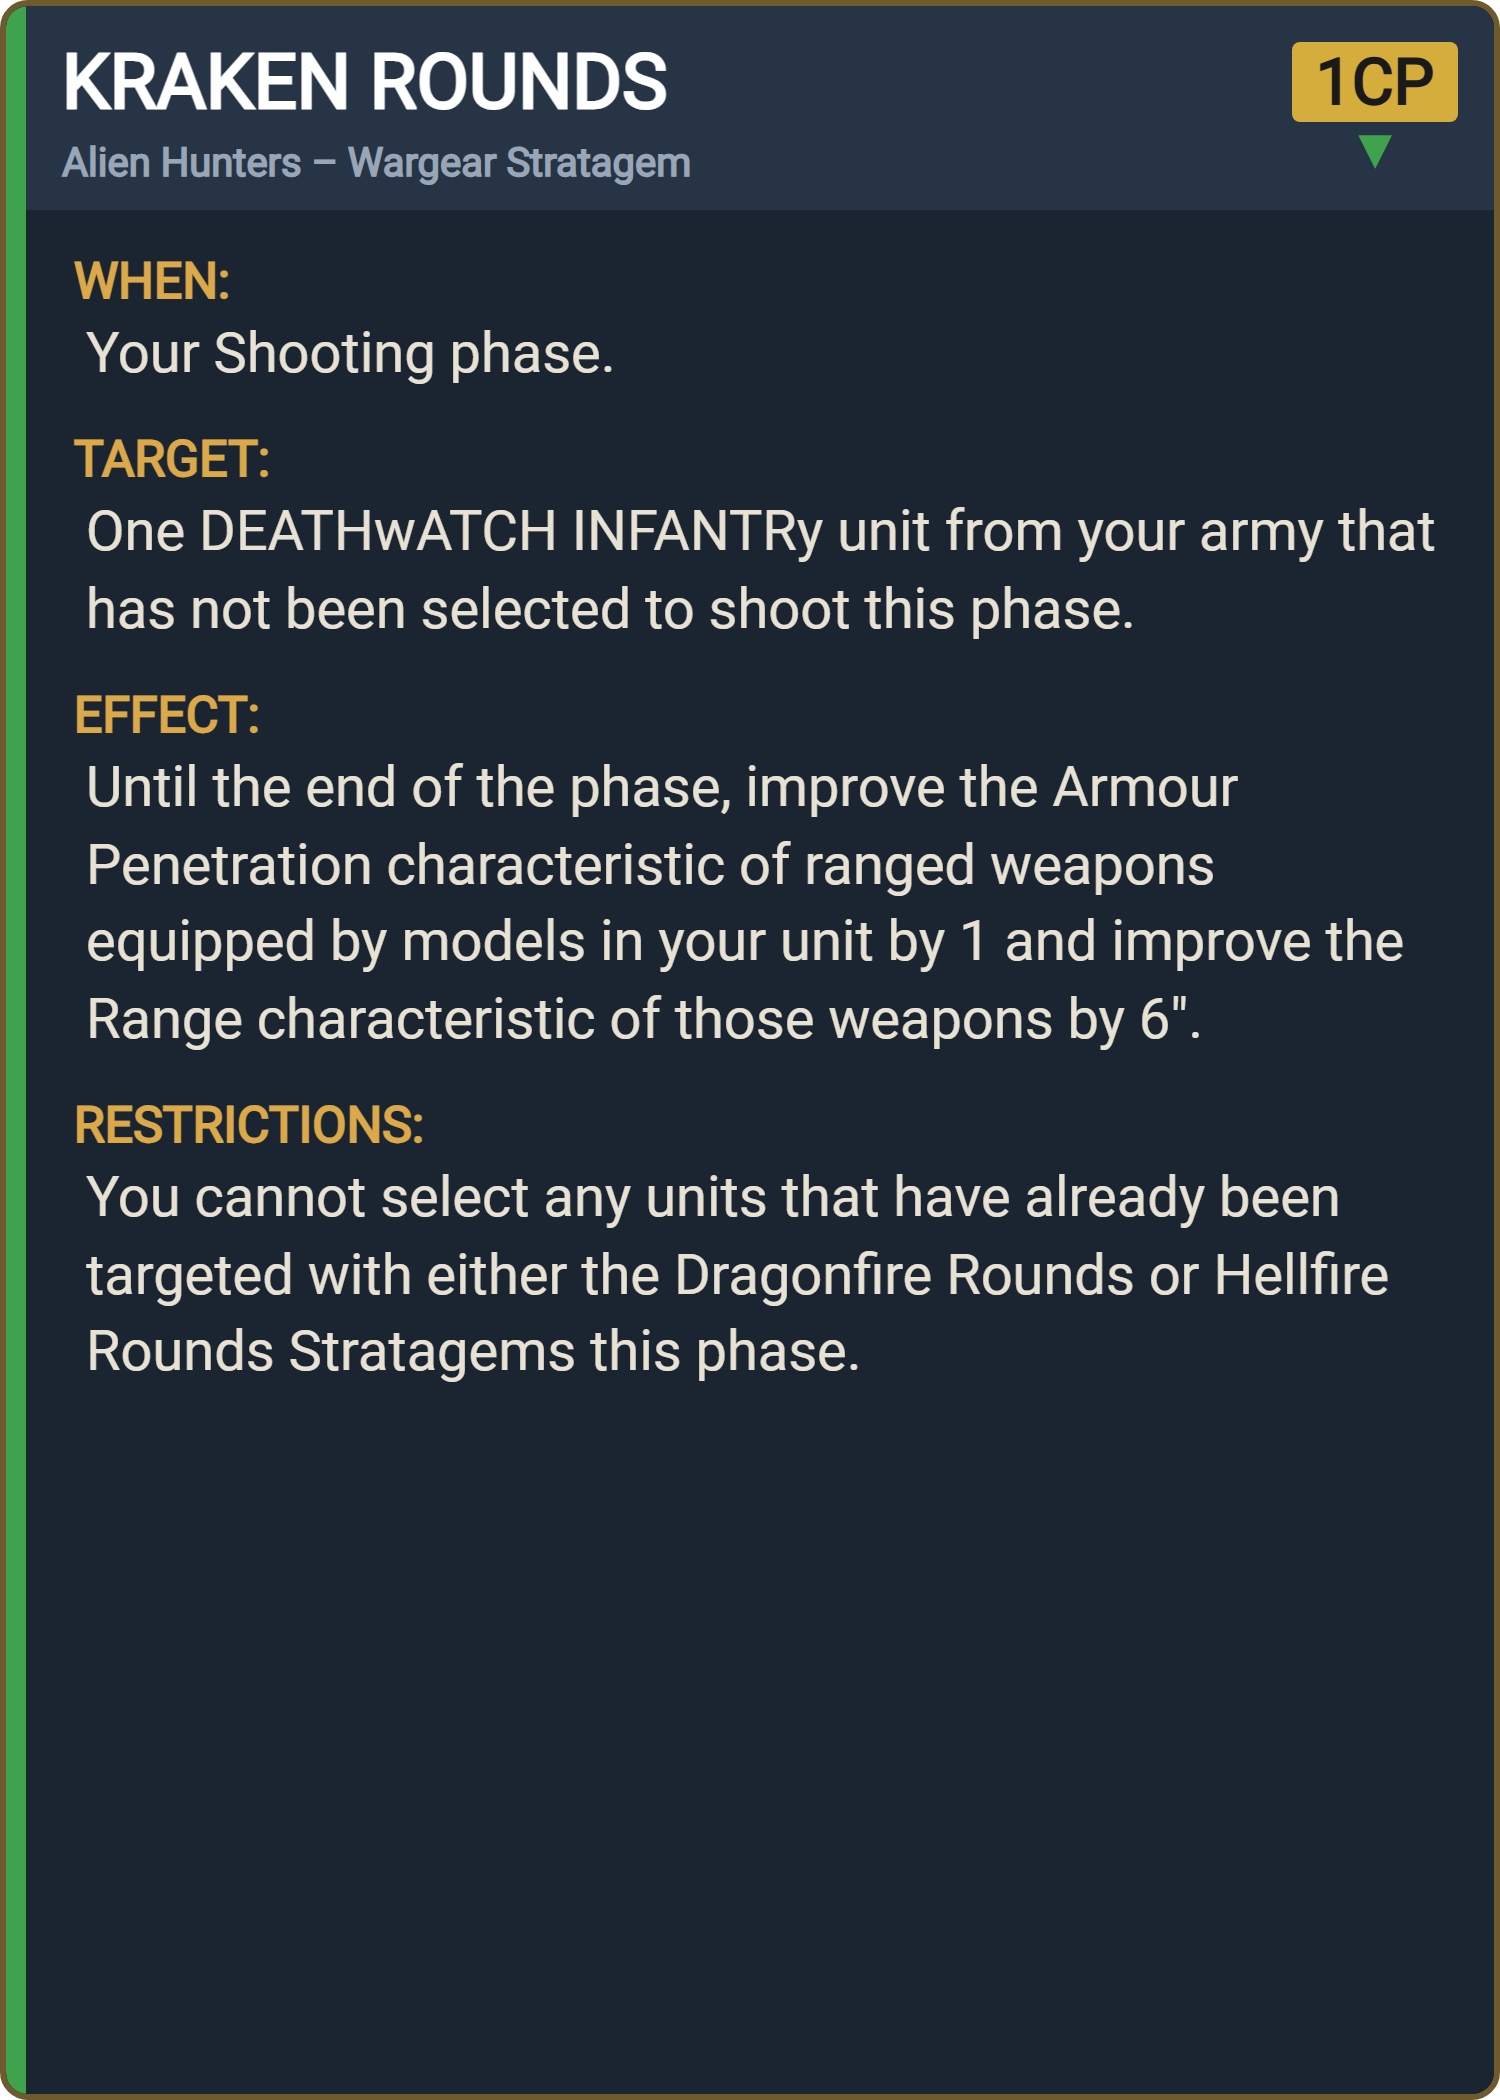 KRAKEN ROUNDS
1CP
Alien Hunters – Wargear Stratagem
WHEN:
Your Shooting phase.
TARGET:
One DEATHwATCH INFANTRy unit from your army that
has not been selected to shoot this phase.
EFFECT:
Until the end of the phase, improve the Armour
Penetration characteristic of ranged weapons
equipped by models in your unit by 1 and improve the
Range characteristic of those weapons by 6".
RESTRICTIONS:
You cannot select any units that have already been
targeted with either the Dragonfire Rounds or Hellfire
Rounds Stratagems this phase.